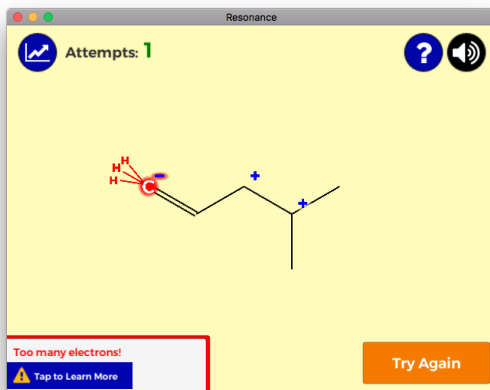 Resonance
Attempts: 1
?
H
H
H
C
−
+
+
Too many electrons!
Tap to Learn More
Try Again